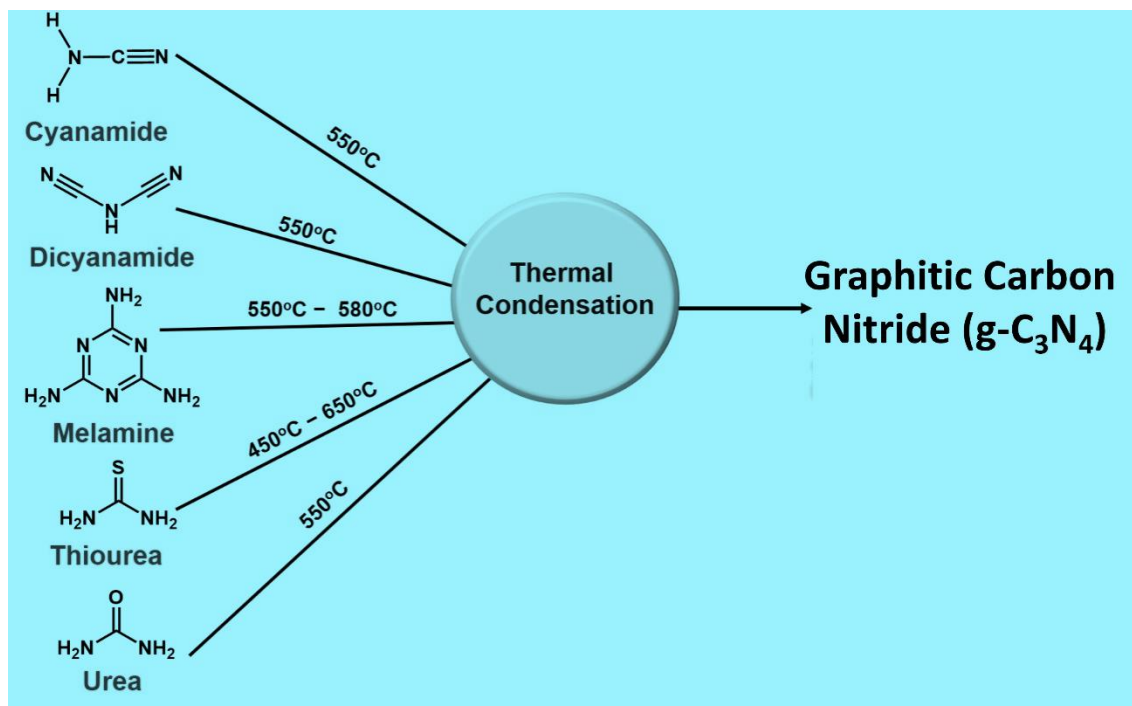 H
N—C≡N
H
Cyanamide
550°C
N N
N
H
Dicyanamide
550°C
NH₂
N N
H₂N N NH₂
Melamine
550°C − 580°C
S
H₂N NH₂
Thiourea
450°C − 650°C
O
H₂N NH₂
Urea
550°C
Thermal
Condensation
Graphitic Carbon
Nitride (g-C₃N₄)